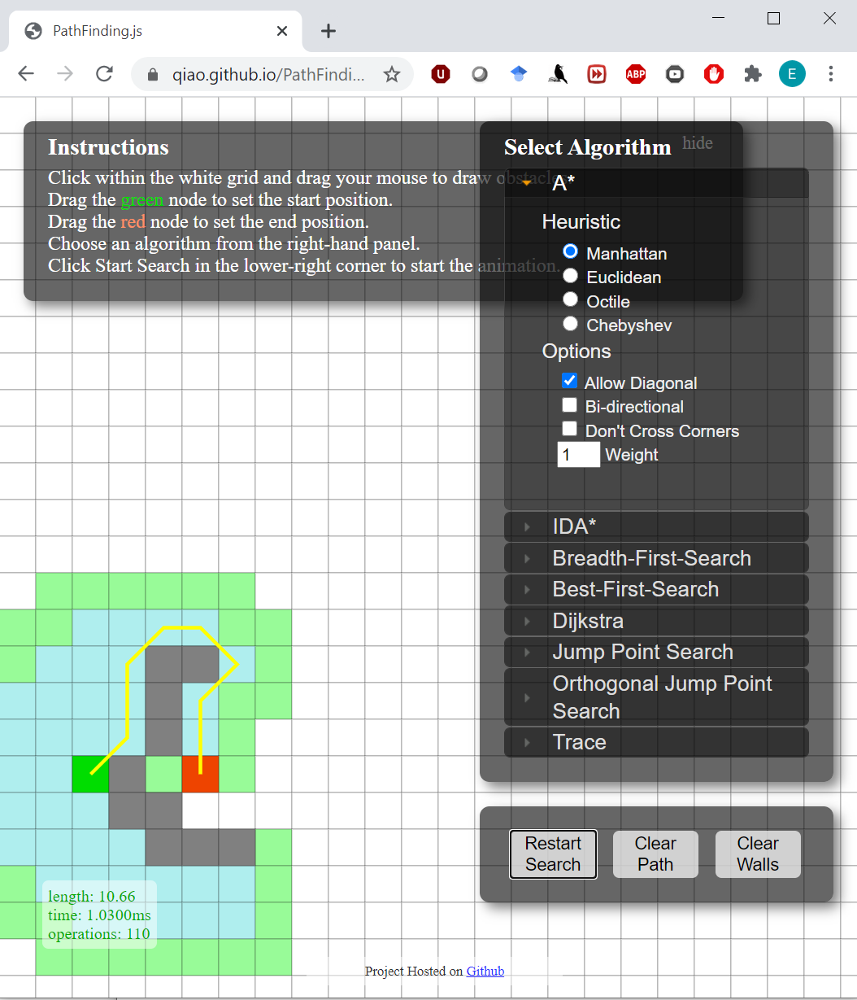 PathFinding.js
qiao.github.io/PathFindi...
ABP
E
Instructions
Click within the white grid and drag your mouse to draw obstacles
Drag the green node to set the start position.
Drag the red node to set the end position.
Choose an algorithm from the right-hand panel.
Click Start Search in the lower-right corner to start the animation.
Select Algorithm
hide
A*
Heuristic
Manhattan
Euclidean
Octile
Chebyshev
Options
Allow Diagonal
Bi-directional
Don't Cross Corners
1 Weight
IDA*
Breadth-First-Search
Best-First-Search
Dijkstra
Jump Point Search
Orthogonal Jump Point
Search
Trace
Restart
Search
Clear
Path
Clear
Walls
length: 10.66
time: 1.0300ms
operations: 110
Project Hosted on Github